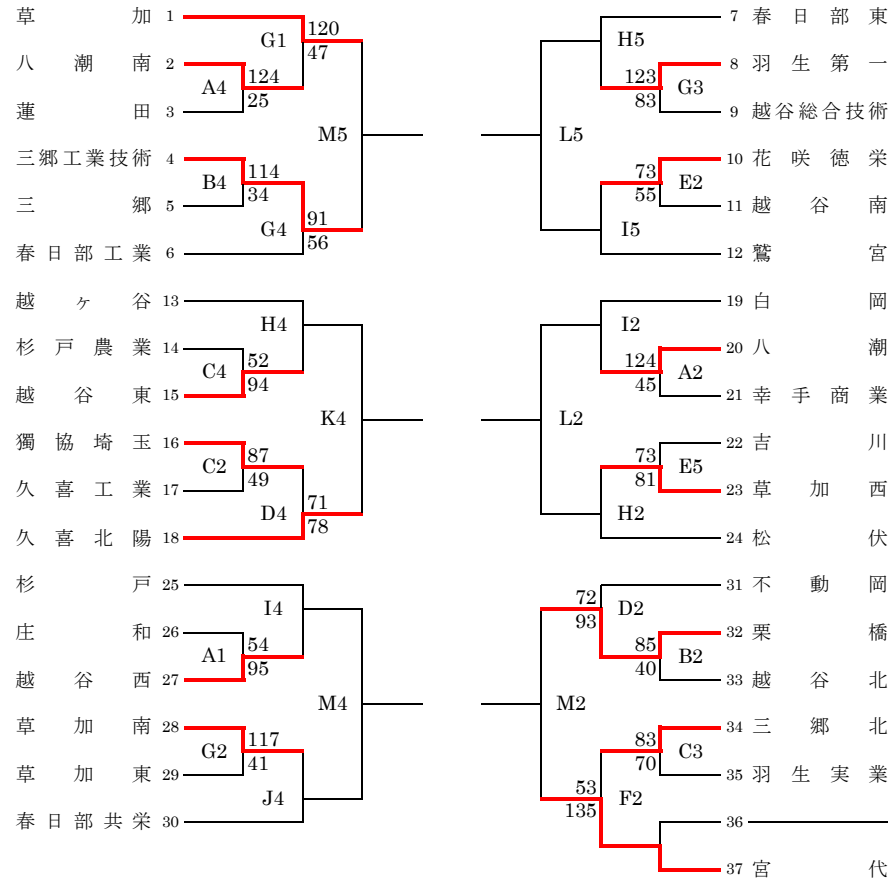 草加 1
八潮南 2
蓮田 3
三郷工業技術 4
三郷 5
春日部工業 6
G1
120
47
A4
124
25
M5
B4
114
34
G4
91
56
7 春日部東
8 羽生第一
9 越谷総合技術
10 花咲徳栄
11 越谷南
12 鷲宮
H5
123
83
G3
L5
73
55
E2
I5
越ヶ谷 13
杉戸農業 14
越谷東 15
獨協埼玉 16
久喜工業 17
久喜北陽 18
H4
C4
52
94
K4
C2
87
49
D4
71
78
19 白岡
20 八潮
21 幸手商業
22 吉川
23 草加西
24 松伏
I2
124
45
A2
L2
73
81
E5
H2
杉戸 25
庄和 26
越谷西 27
草加南 28
草加東 29
春日部共栄 30
I4
A1
54
95
M4
G2
117
41
J4
31 不動岡
32 栗橋
33 越谷北
34 三郷北
35 羽生実業
36
37 宮代
72
93
D2
85
40
B2
M2
83
70
C3
53
135
F2